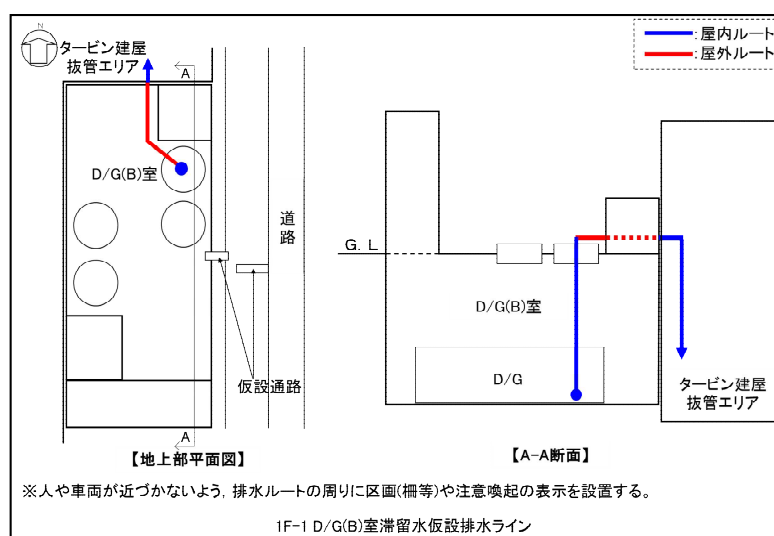 :屋内ルート
:屋外ルート
N
タービン建屋
抜管エリア
A
D/G(B)室
道路
仮設通路
A
【地上部平面図】
G.L
D/G(B)室
D/G
タービン建屋
抜管エリア
【A-A断面】
※人や車両が近づかないよう, 排水ルートの周りに区画(柵等)や注意喚起の表示を設置する。
1F-1 D/G(B)室滞留水仮設排水ライン